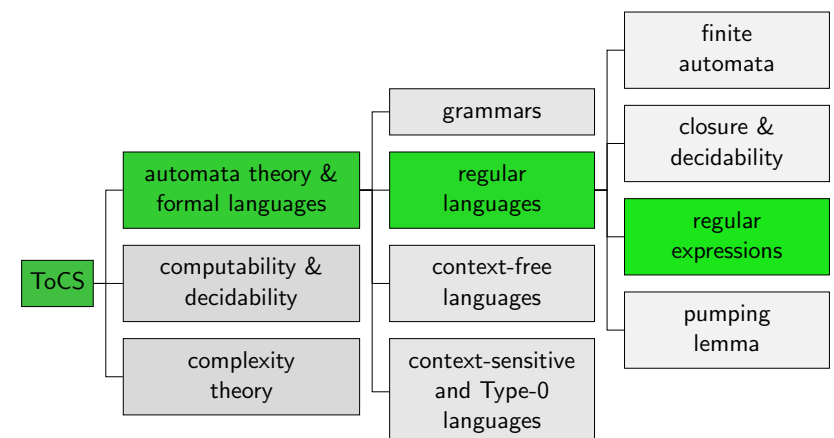 ToCS
automata theory &
formal languages
computability &
decidability
complexity
theory
grammars
regular
languages
context-free
languages
context-sensitive
and Type-0
languages
finite
automata
closure &
decidability
regular
expressions
pumping
lemma